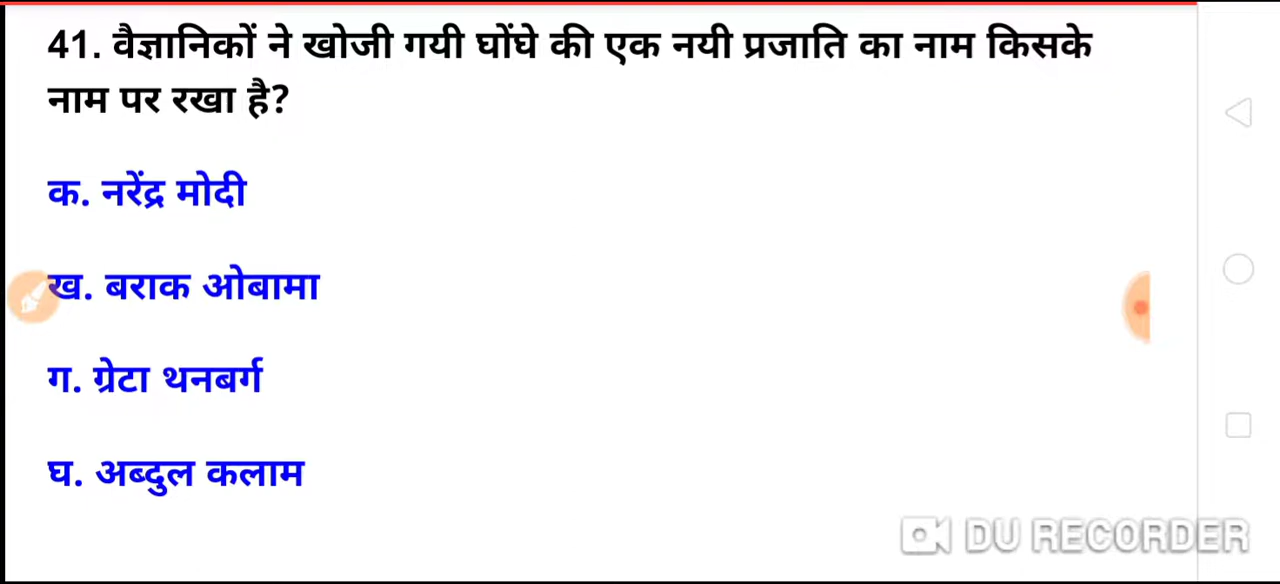 41. वैज्ञानिकों ने खोजी गयी घोंघे की एक नयी प्रजाति का नाम किसके
नाम पर रखा है?
क. नरेंद्र मोदी
ख. बराक ओबामा
ग. ग्रेटा थनबर्ग
घ. अब्दुल कलाम
DU RECORDER